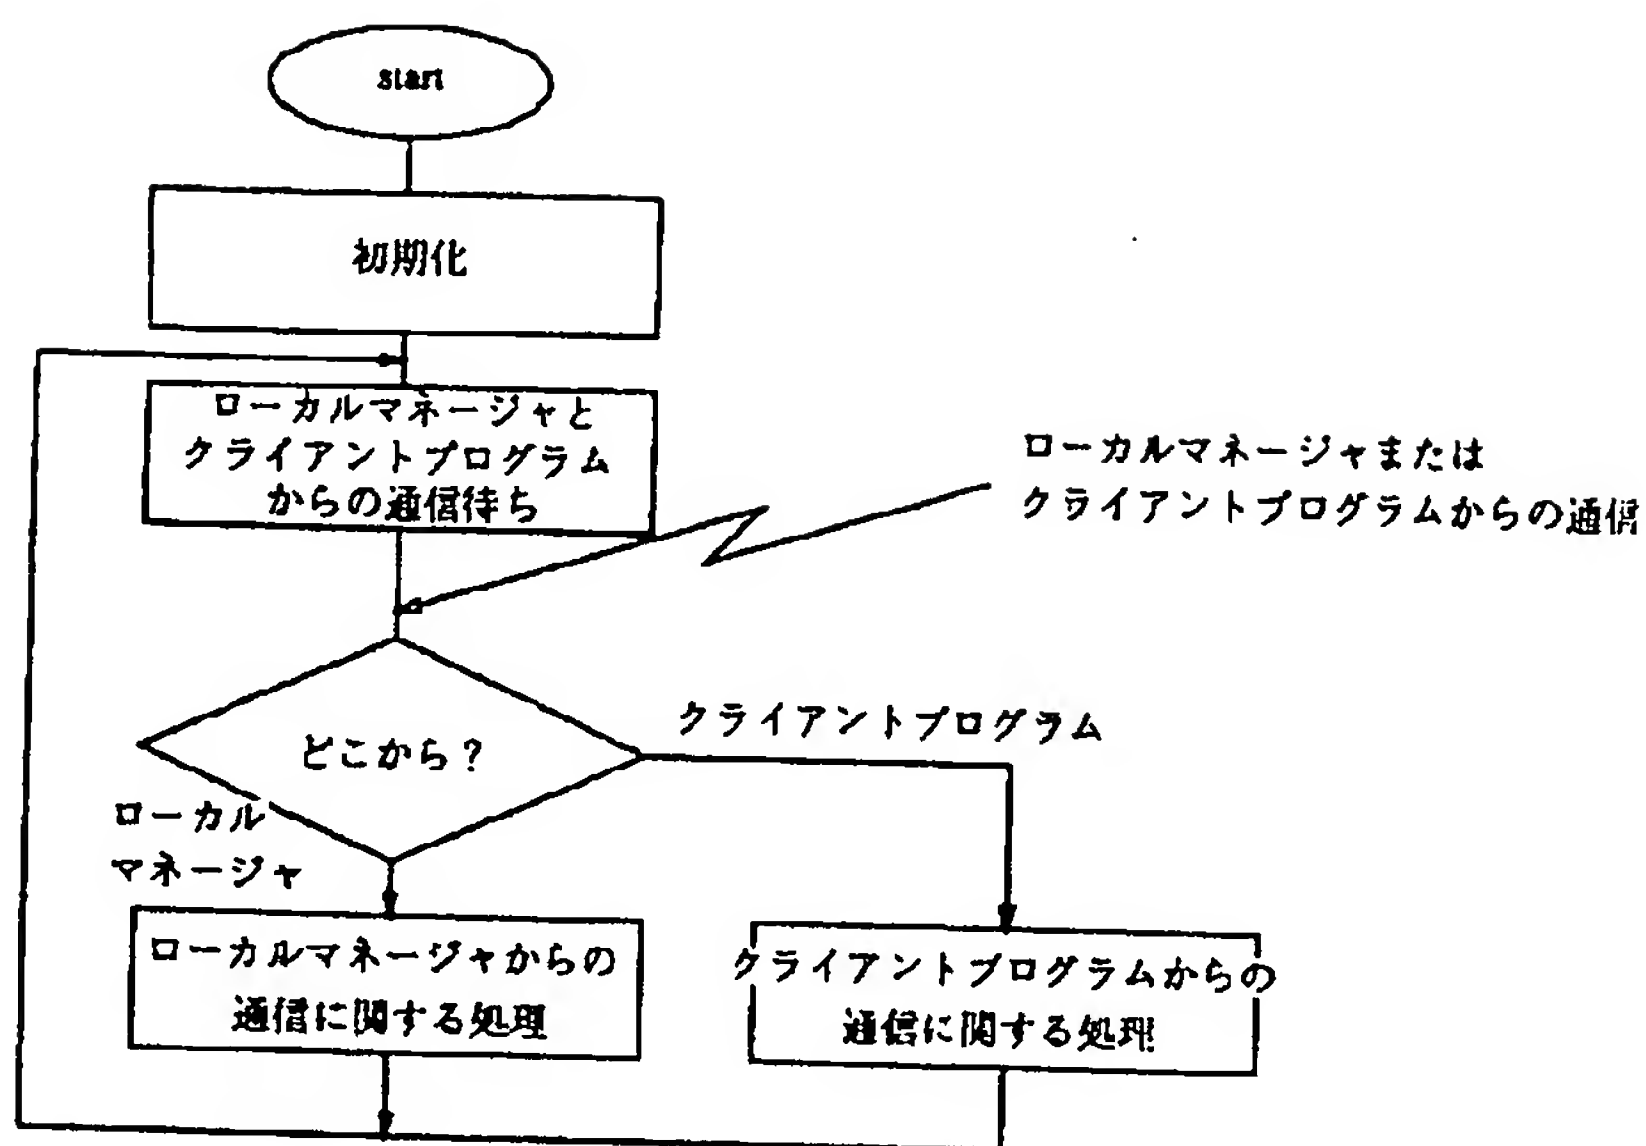 start
初期化
ローカルマネージャと
クライアントプログラム
からの通信待ち
ローカルマネージャまたは
クライアントプログラムからの通信
どこから?
クライアントプログラム
ローカル
マネージャ
ローカルマネージャからの
通信に関する処理
クライアントプログラムからの
通信に関する処理